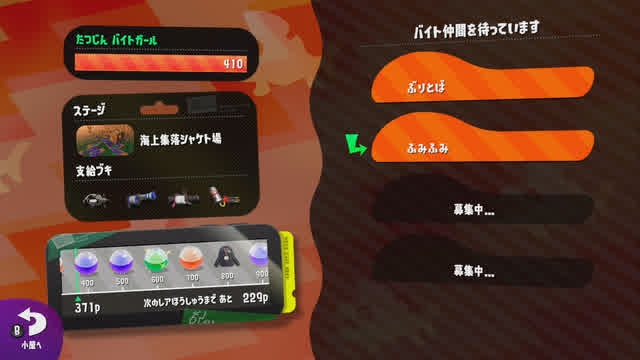 たつじん バイトガール
410
ステージ
海上集落シャケト場
支給ブキ
400 500 600 700 800 900
371p 次のレアほうしゅうまで あと 229p
B
小屋へ
バイト仲間を待っています
ぶりとば
ふみふみ
募集中...
募集中...